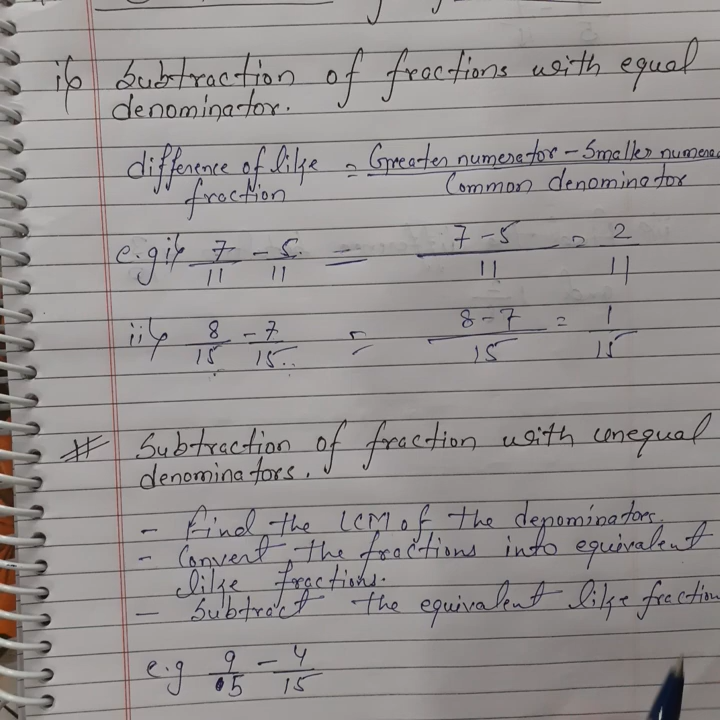 i) Subtraction of fractions with equal
denominator.
difference of like fraction = Greater numerator - Smaller numera / Common denominator
e.g i) 7/11 - 5/11 = 7-5/11 = 2/11
ii) 8/15 - 7/15 = 8-7/15 = 1/15
# Subtraction of fraction with unequal
denominators.
- Find the LCM of the denominators.
- Convert the fractions into equivalent
like fractions.
- Subtract the equivalent like fraction
e.g 9/5 - 4/15